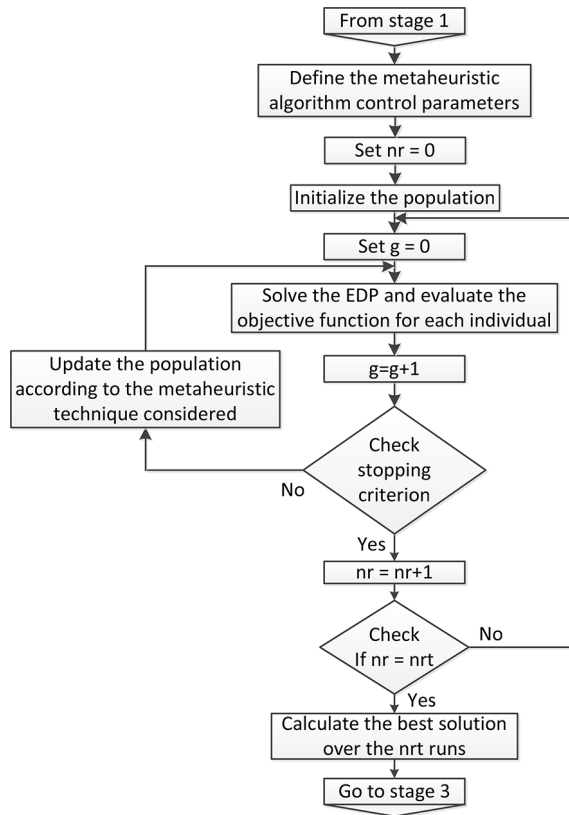 From stage 1
Define the metaheuristic
algorithm control parameters
Set nr = 0
Initialize the population
Set g = 0
Solve the EDP and evaluate the
objective function for each individual
Update the population
according to the metaheuristic
technique considered
g=g+1
Check
stopping
criterion
No
Yes
nr = nr+1
Check
If nr = nrt
No
Yes
Calculate the best solution
over the nrt runs
Go to stage 3